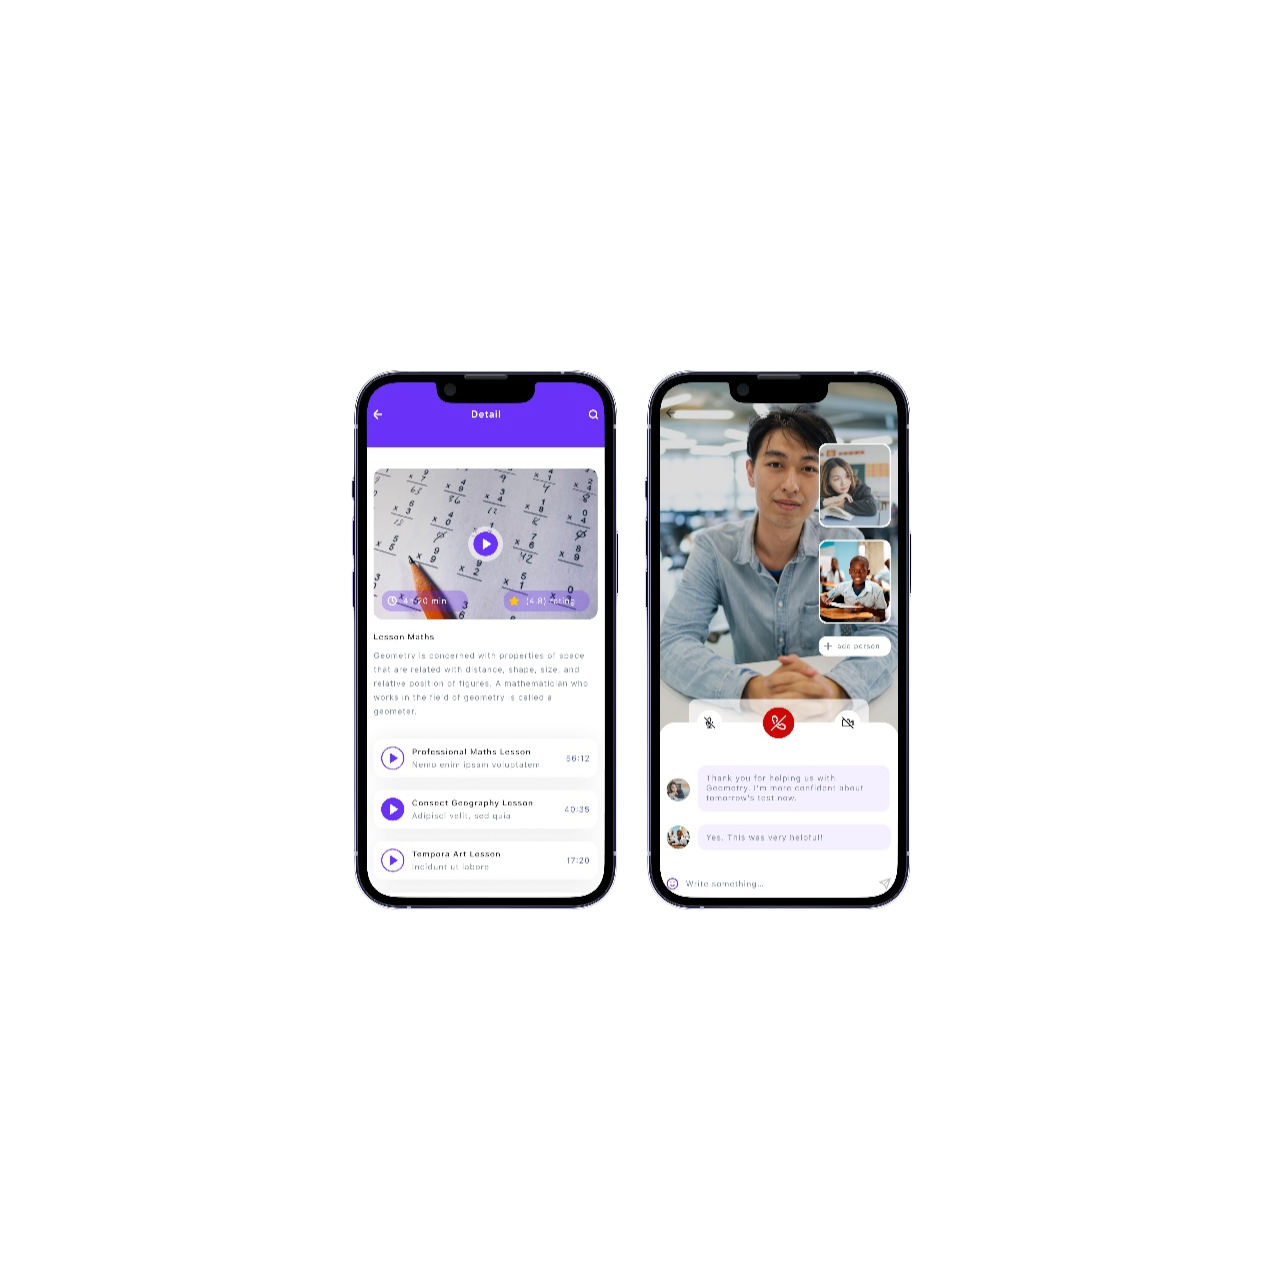 Detail
4h 20 min
(4.8) rating
Lesson Maths
Geometry is concerned with properties of space
that are related with distance, shape, size, and
relative position of figures. A mathematician who
works in the field of geometry is called a
geometer.
Professional Maths Lesson
Nemo enim ipsam voluptatem
56:12
Consect Geography Lesson
Adipisci velit, sed quia
40:35
Tempora Art Lesson
Incidunt ut labore
17:20
+ add person
Thank you for helping us with
Geometry. I'm more confident about
tomorrow's test now.
Yes. This was very helpful!
Write something...